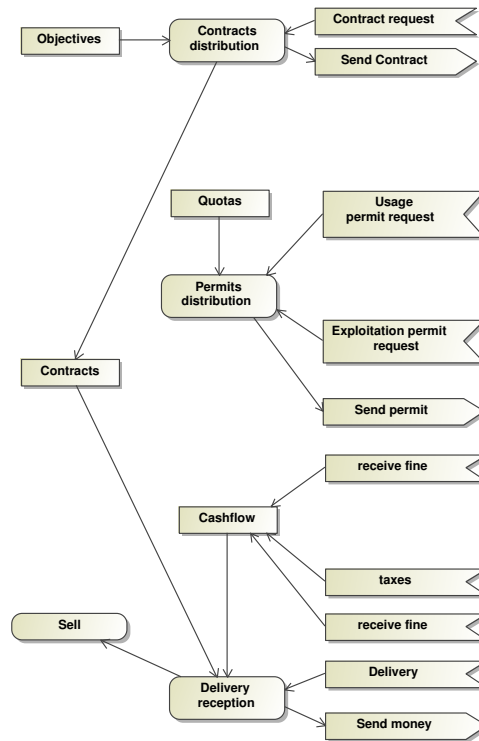 Contract request
Contracts
distribution
Objectives
Send Contract
Quotas
Usage
permit request
Permits
distribution
Exploitation permit
request
Contracts
Send permit
receive fine
Cashflow
taxes
Sell
receive fine
Delivery
Delivery
reception
Send money